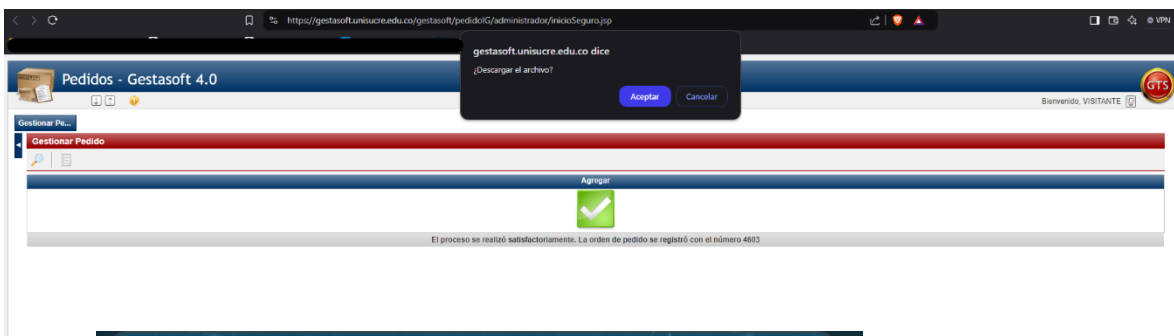 https://gestasoft.unisucre.edu.co/gestasoft/pedidoIG/administrador/inicioSeguro.jsp
VPN
gestasoft.unisucre.edu.co dice
¿Descargar el archivo?
Aceptar
Cancelar
Pedidos - Gestasoft 4.0
GTS
Bienvenido, VISITANTE
Gestionar Pe...
Gestionar Pedido
Agregar
El proceso se realizó satisfactoriamente. La orden de pedido se registró con el número 4603